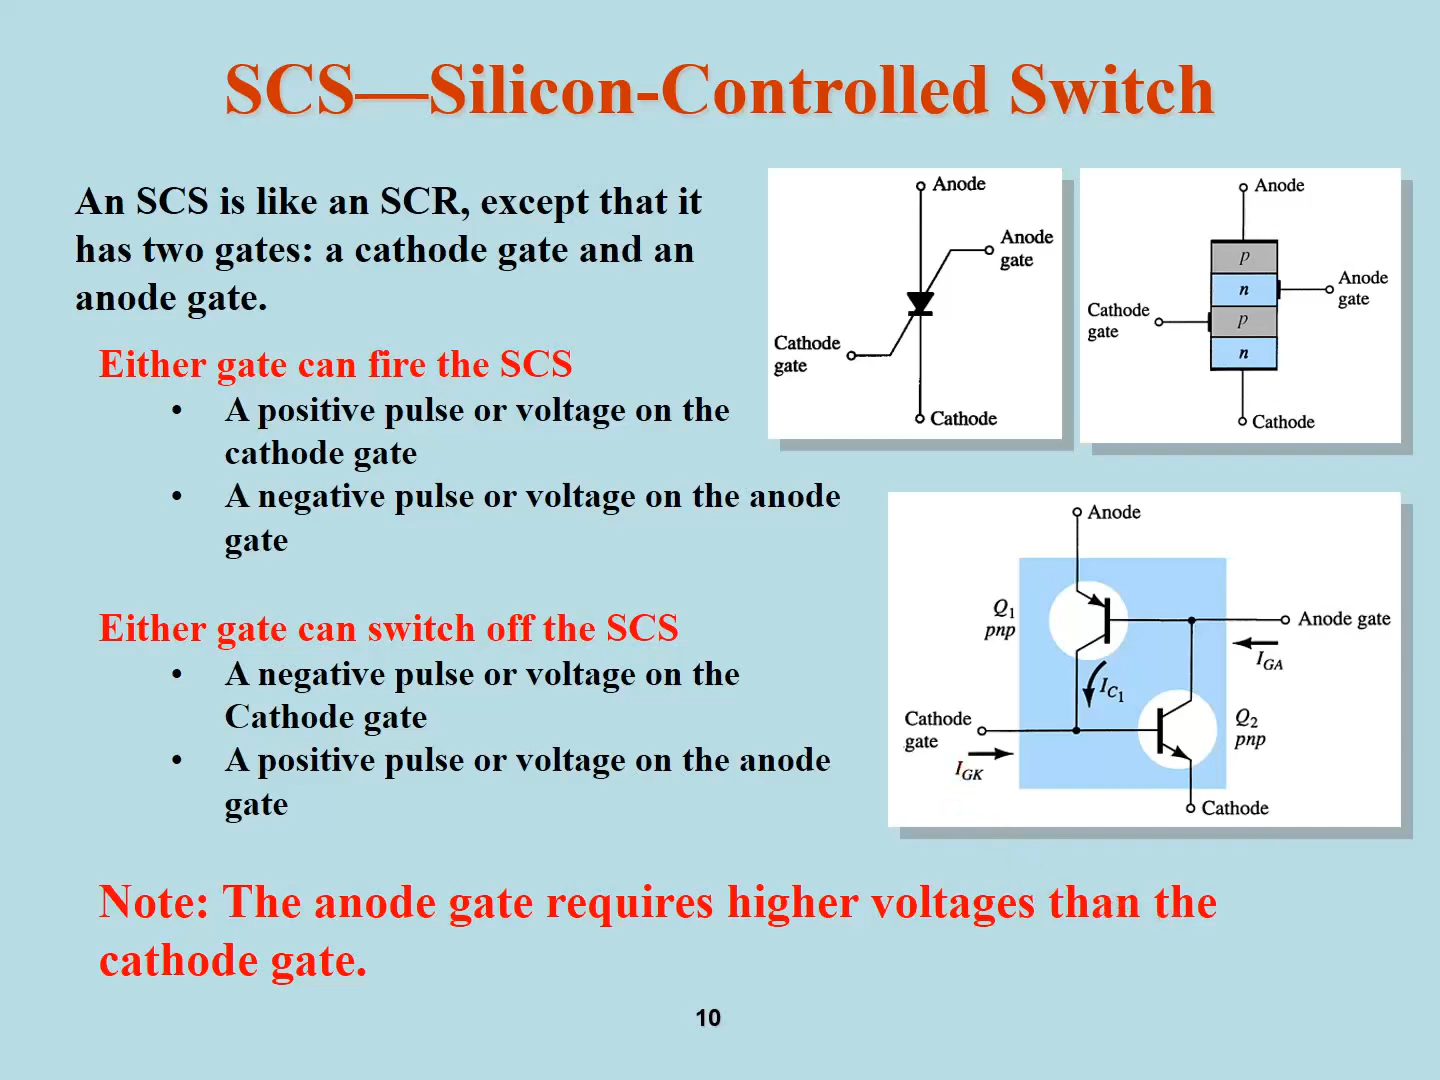 SCS—Silicon-Controlled Switch
An SCS is like an SCR, except that it
has two gates: a cathode gate and an
anode gate.
Either gate can fire the SCS
• A positive pulse or voltage on the
cathode gate
• A negative pulse or voltage on the anode
gate
Either gate can switch off the SCS
• A negative pulse or voltage on the
Cathode gate
• A positive pulse or voltage on the anode
gate
Note: The anode gate requires higher voltages than the
cathode gate.
Anode
Anode
gate
Cathode
gate
Cathode
Anode
p
n
p
n
Anode
gate
Cathode
gate
Cathode
Anode
Q1
pnp
Anode gate
IGA
IC1
Cathode
gate
IGK
Q2
pnp
Cathode
10